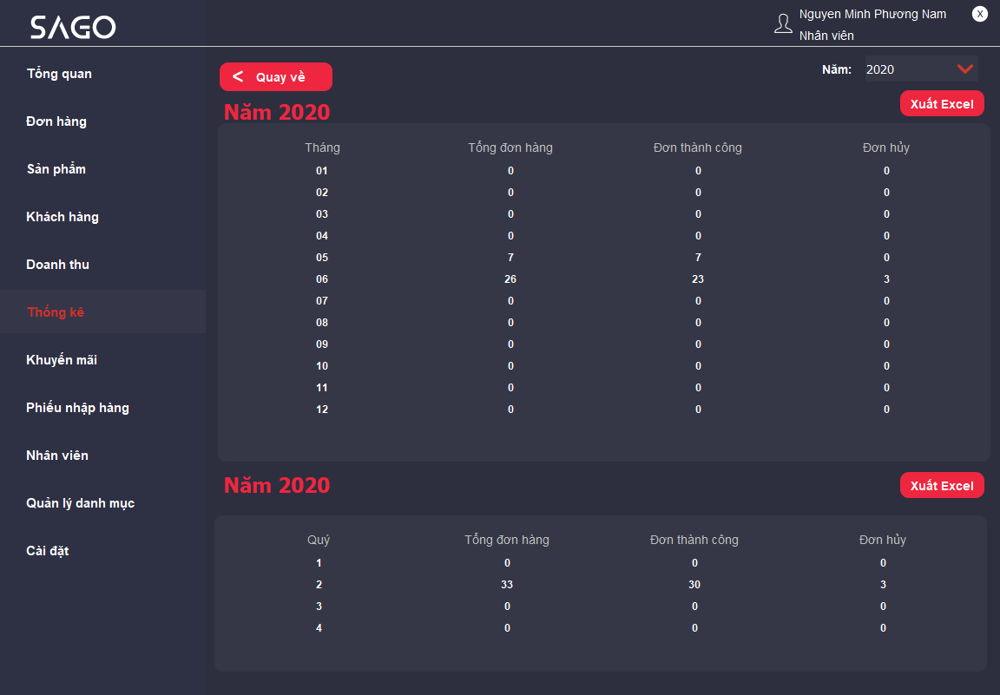 SAGO
Nguyen Minh Phương Nam
X
Nhân viên
Tổng quan
Đơn hàng
Sản phẩm
Khách hàng
Doanh thu
Thống kê
Khuyến mãi
Phiếu nhập hàng
Nhân viên
Quản lý danh mục
Cài đặt
< Quay về
Năm: 2020
Năm 2020
Xuất Excel
Tháng Tổng đơn hàng Đơn thành công Đơn hủy
01 0 0 0
02 0 0 0
03 0 0 0
04 0 0 0
05 7 7 0
06 26 23 3
07 0 0 0
08 0 0 0
09 0 0 0
10 0 0 0
11 0 0 0
12 0 0 0
Năm 2020
Xuất Excel
Quý Tổng đơn hàng Đơn thành công Đơn hủy
1 0 0 0
2 33 30 3
3 0 0 0
4 0 0 0